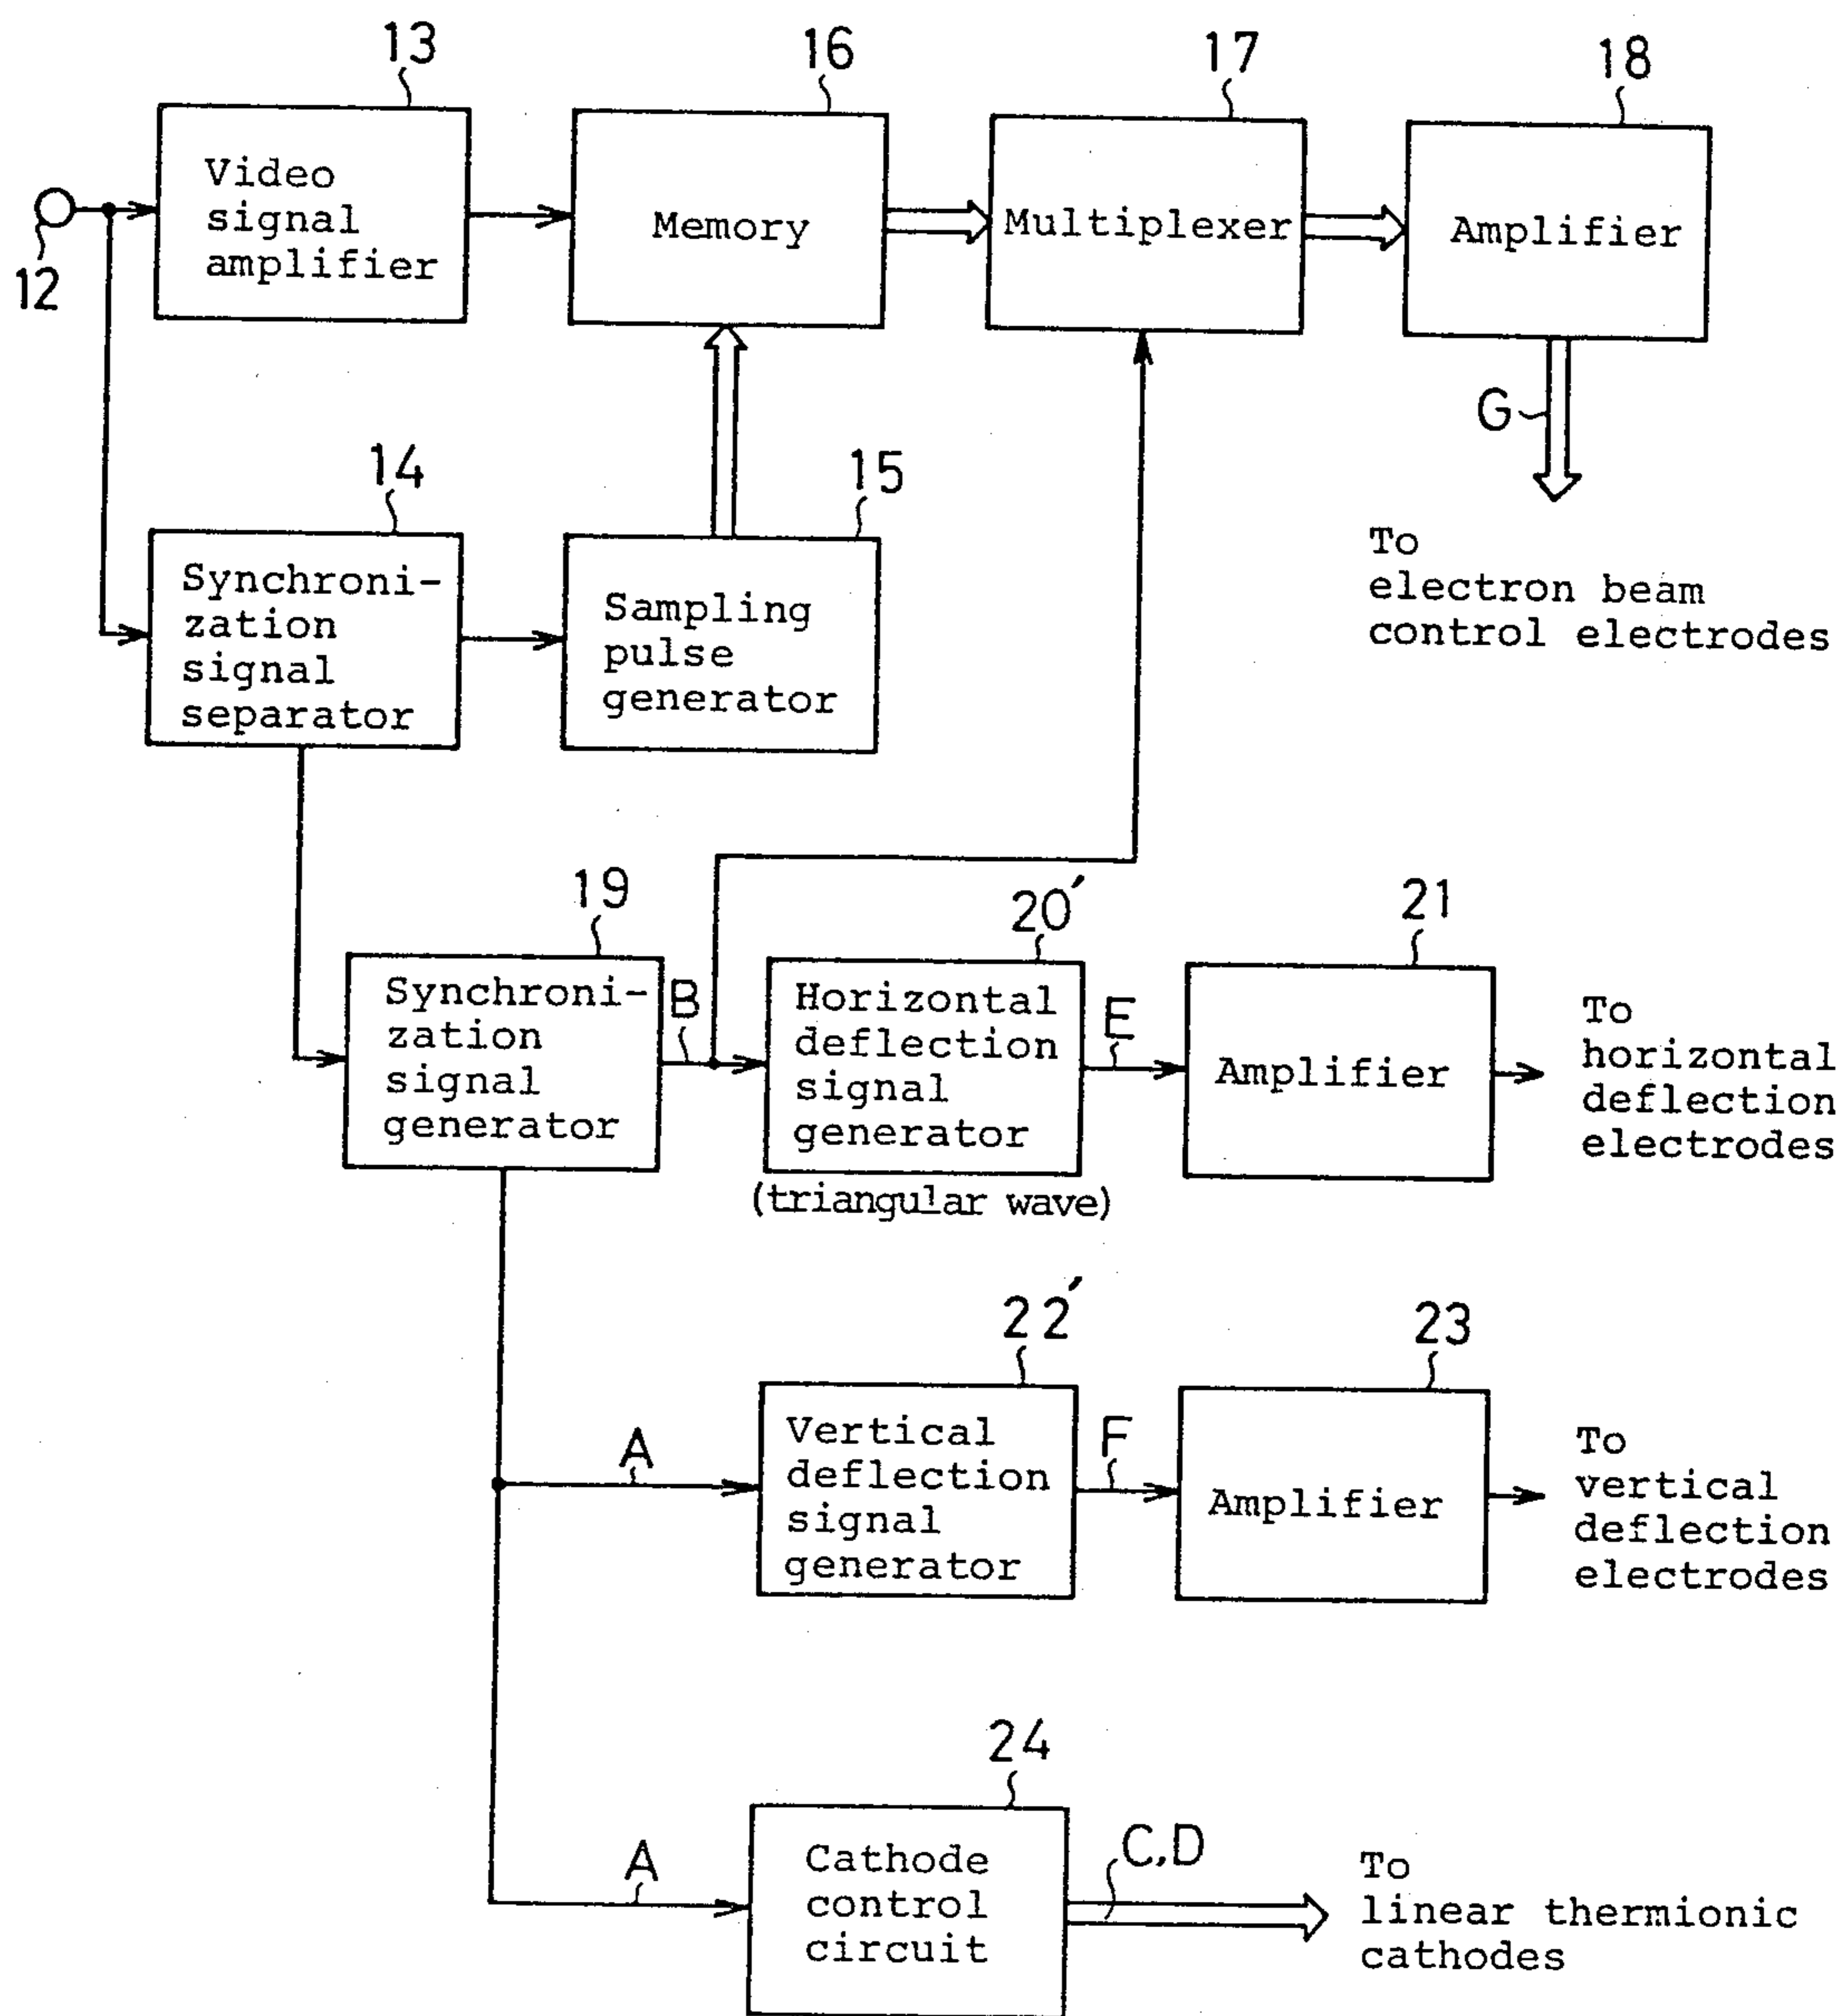 13
16
17
18
Video
signal
amplifier
Memory
Multiplexer
Amplifier
12
G
14
15
To
electron beam
control electrodes
Synchroni-
zation
signal
separator
Sampling
pulse
generator
19
20'
21
Synchroni-
zation
signal
generator
B
Horizontal
deflection
signal
generator
(triangular wave)
E
Amplifier
To
horizontal
deflection
electrodes
22'
23
A
Vertical
deflection
signal
generator
F
Amplifier
To
vertical
deflection
electrodes
24
A
Cathode
control
circuit
C,D
To
linear thermionic
cathodes